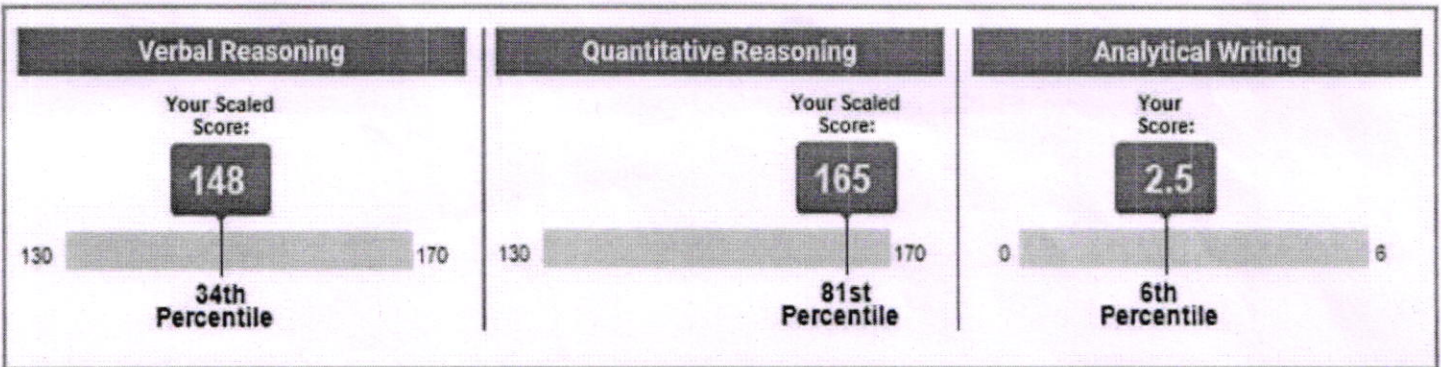 Verbal Reasoning
Your Scaled
Score:
148
130
170
34th
Percentile
Quantitative Reasoning
Your Scaled
Score:
165
130
170
81st
Percentile
Analytical Writing
Your
Score:
2.5
0
6
6th
Percentile